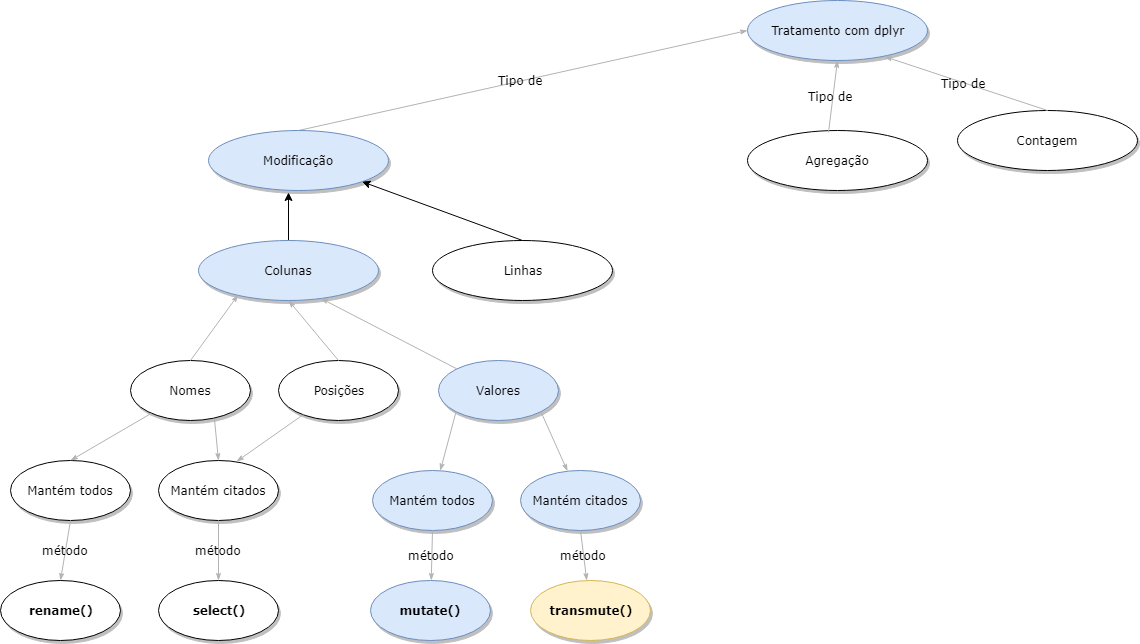 Tratamento com dplyr
Tipo de
Tipo de
Tipo de
Modificação
Agregação
Contagem
Colunas
Linhas
Nomes
Posições
Valores
Mantém todos
Mantém citados
Mantém todos
Mantém citados
método
método
método
método
rename()
select()
mutate()
transmute()